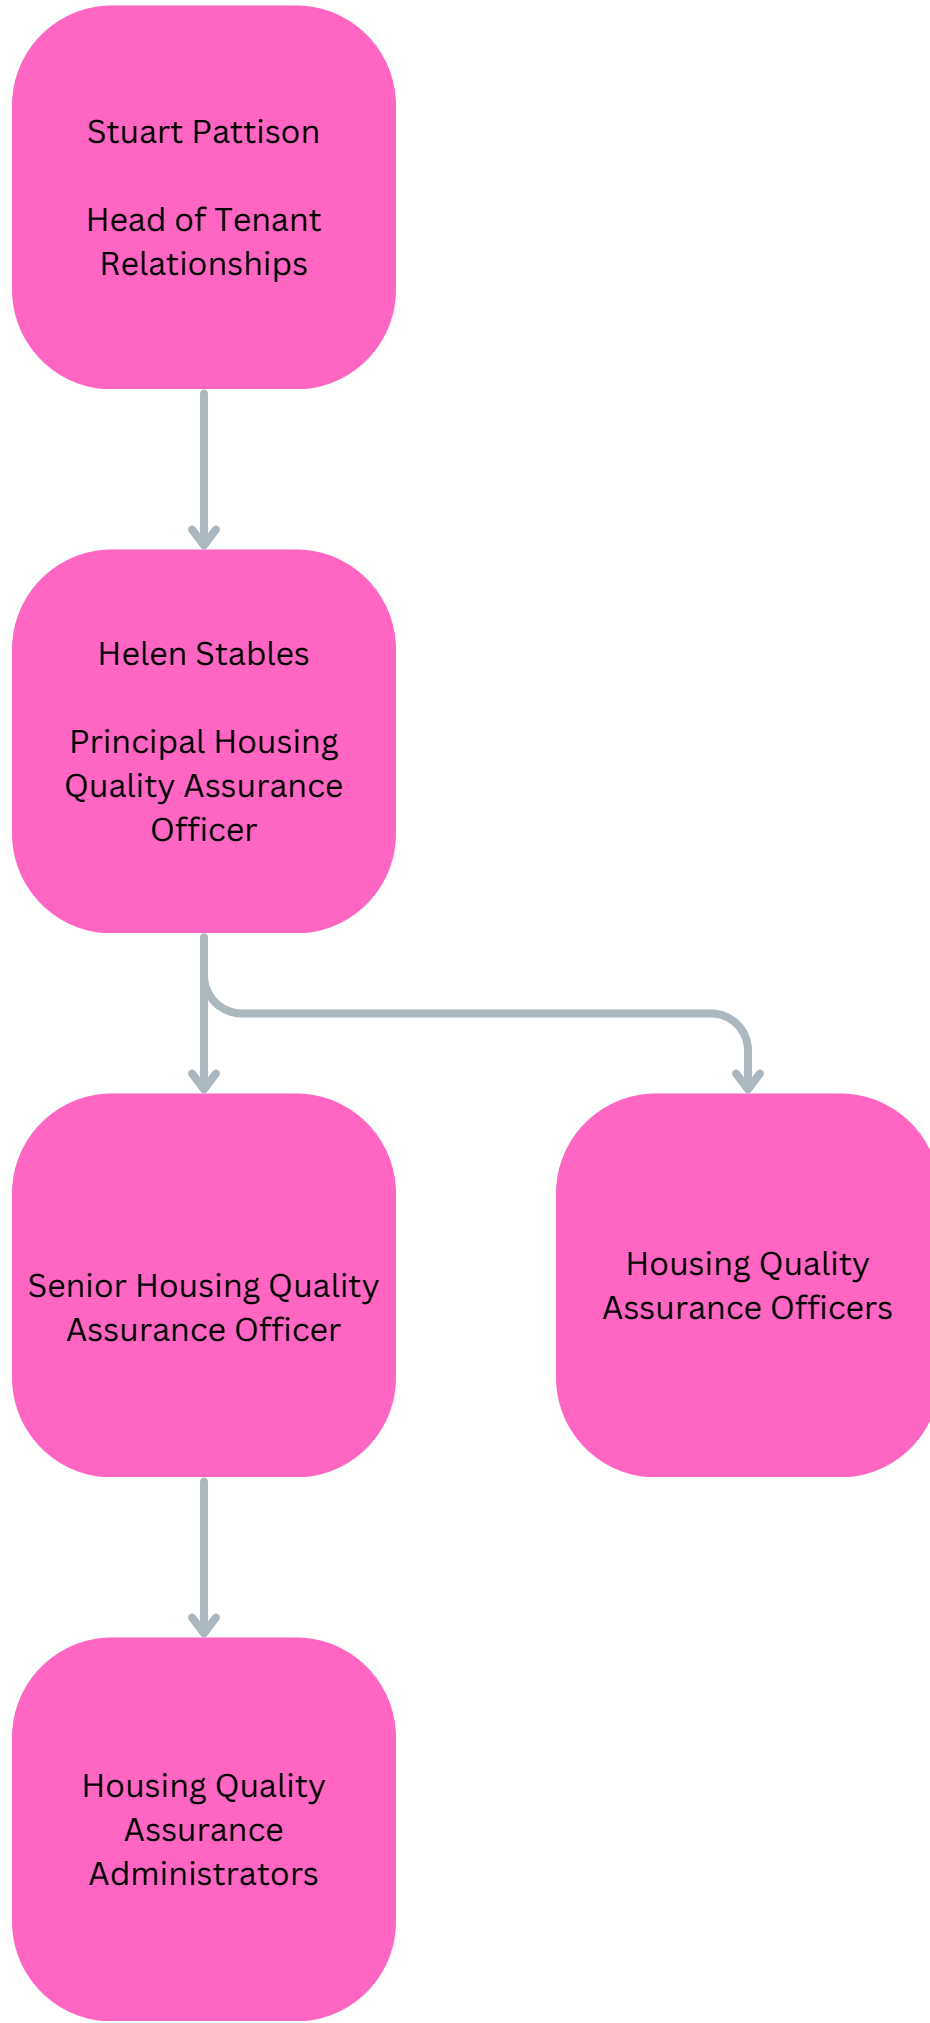 Stuart Pattison
Head of Tenant
Relationships
Helen Stables
Principal Housing
Quality Assurance
Officer
Senior Housing Quality
Assurance Officer
Housing Quality
Assurance Officers
Housing Quality
Assurance
Administrators